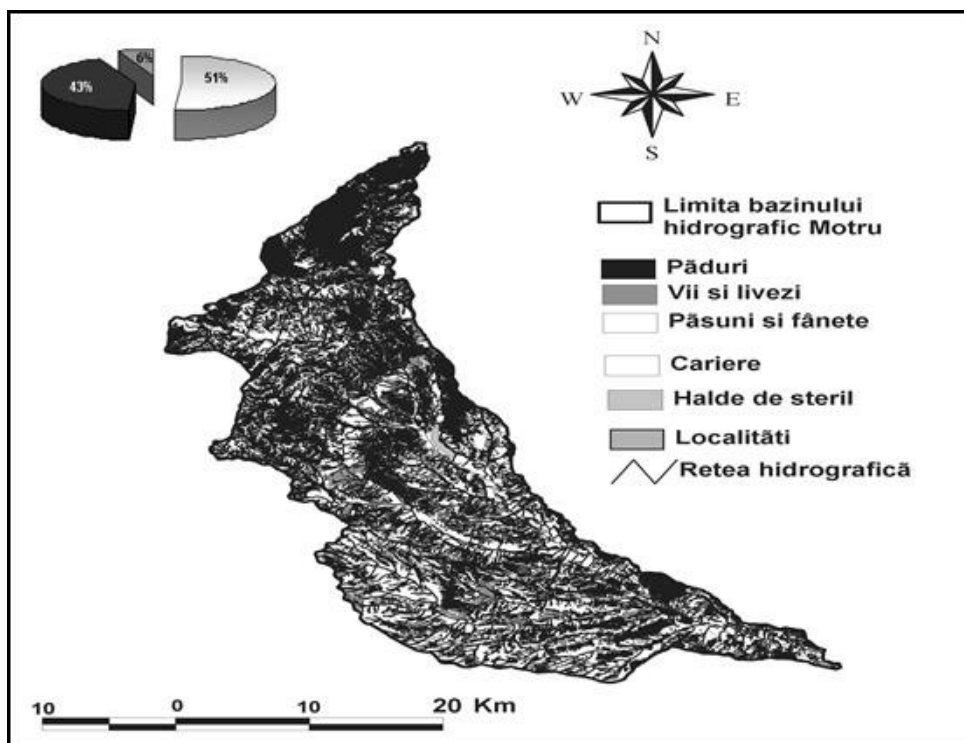 6%
43%
51%
N
W
E
S
Limita bazinului
hidrografic Motru
Păduri
Vii si livezi
Păsuni si fânete
Cariere
Halde de steril
Localităti
Retea hidrografică
10 0 10 20 Km